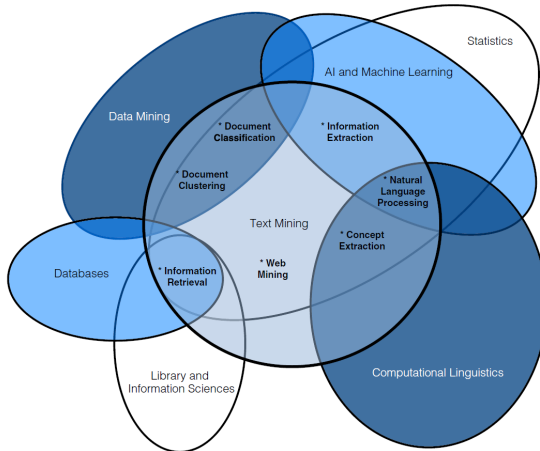 Statistics
AI and Machine Learning
Data Mining
* Document
Classification
* Information
Extraction
* Document
Clustering
* Natural
Language
Processing
Text Mining
* Concept
Extraction
* Web
Mining
Databases
* Information
Retrieval
Library and
Information Sciences
Computational Linguistics